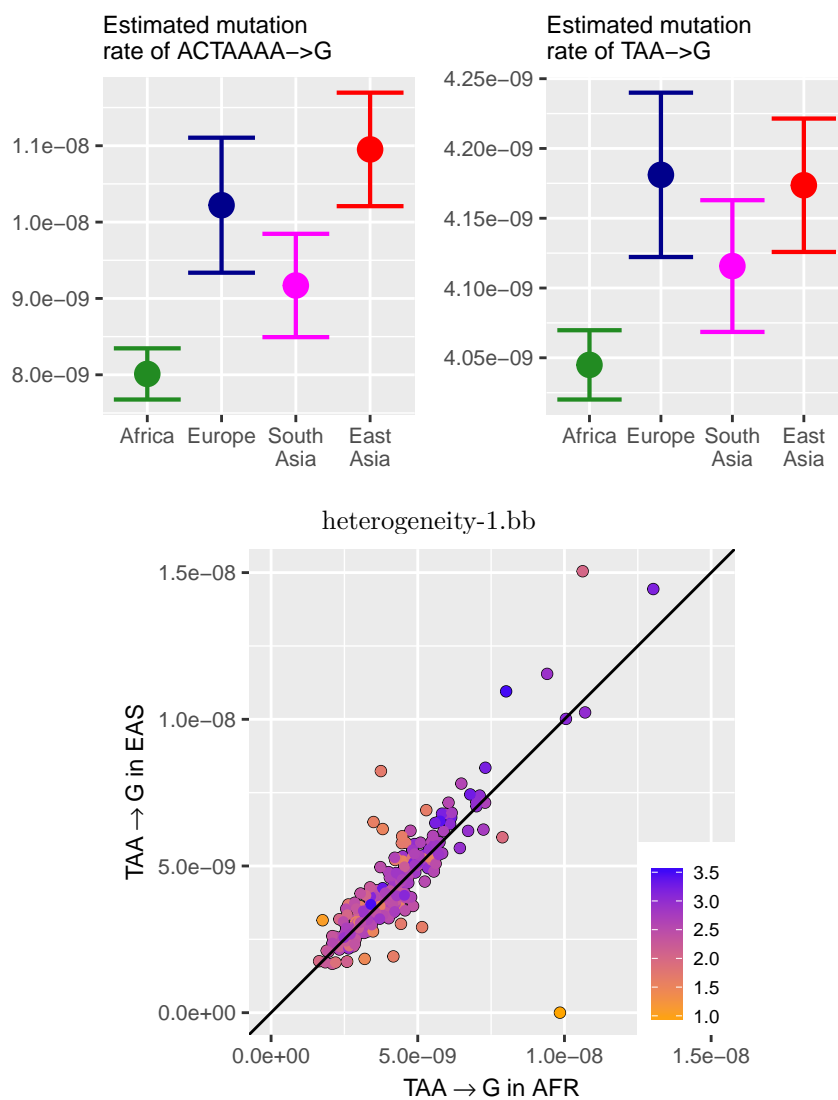 Estimated mutation
rate of ACTAAAA−>G
1.1e−08
1.0e−08
9.0e−09
8.0e−09
Africa
Europe
South
Asia
East
Asia
Estimated mutation
rate of TAA−>G
4.25e−09
4.20e−09
4.15e−09
4.10e−09
4.05e−09
Africa
Europe
South
Asia
East
Asia
heterogeneity-1.bb
TAA → G in EAS
1.5e−08
1.0e−08
5.0e−09
0.0e+00
3.5
3.0
2.5
2.0
1.5
1.0
0.0e+00
5.0e−09
1.0e−08
1.5e−08
TAA → G in AFR